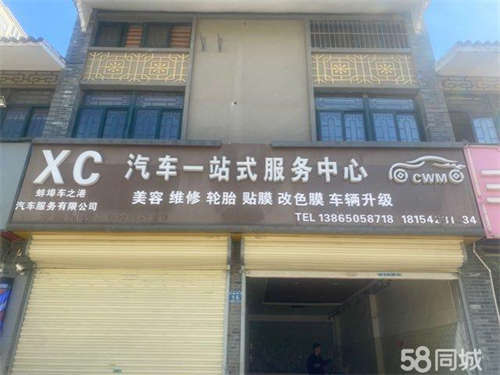 XC
蚌埠车之港
汽车服务有限公司
汽车一站式服务中心
美容 维修 轮胎 贴膜 改色膜 车辆升级
TEL 13865058718
CWM
58同城